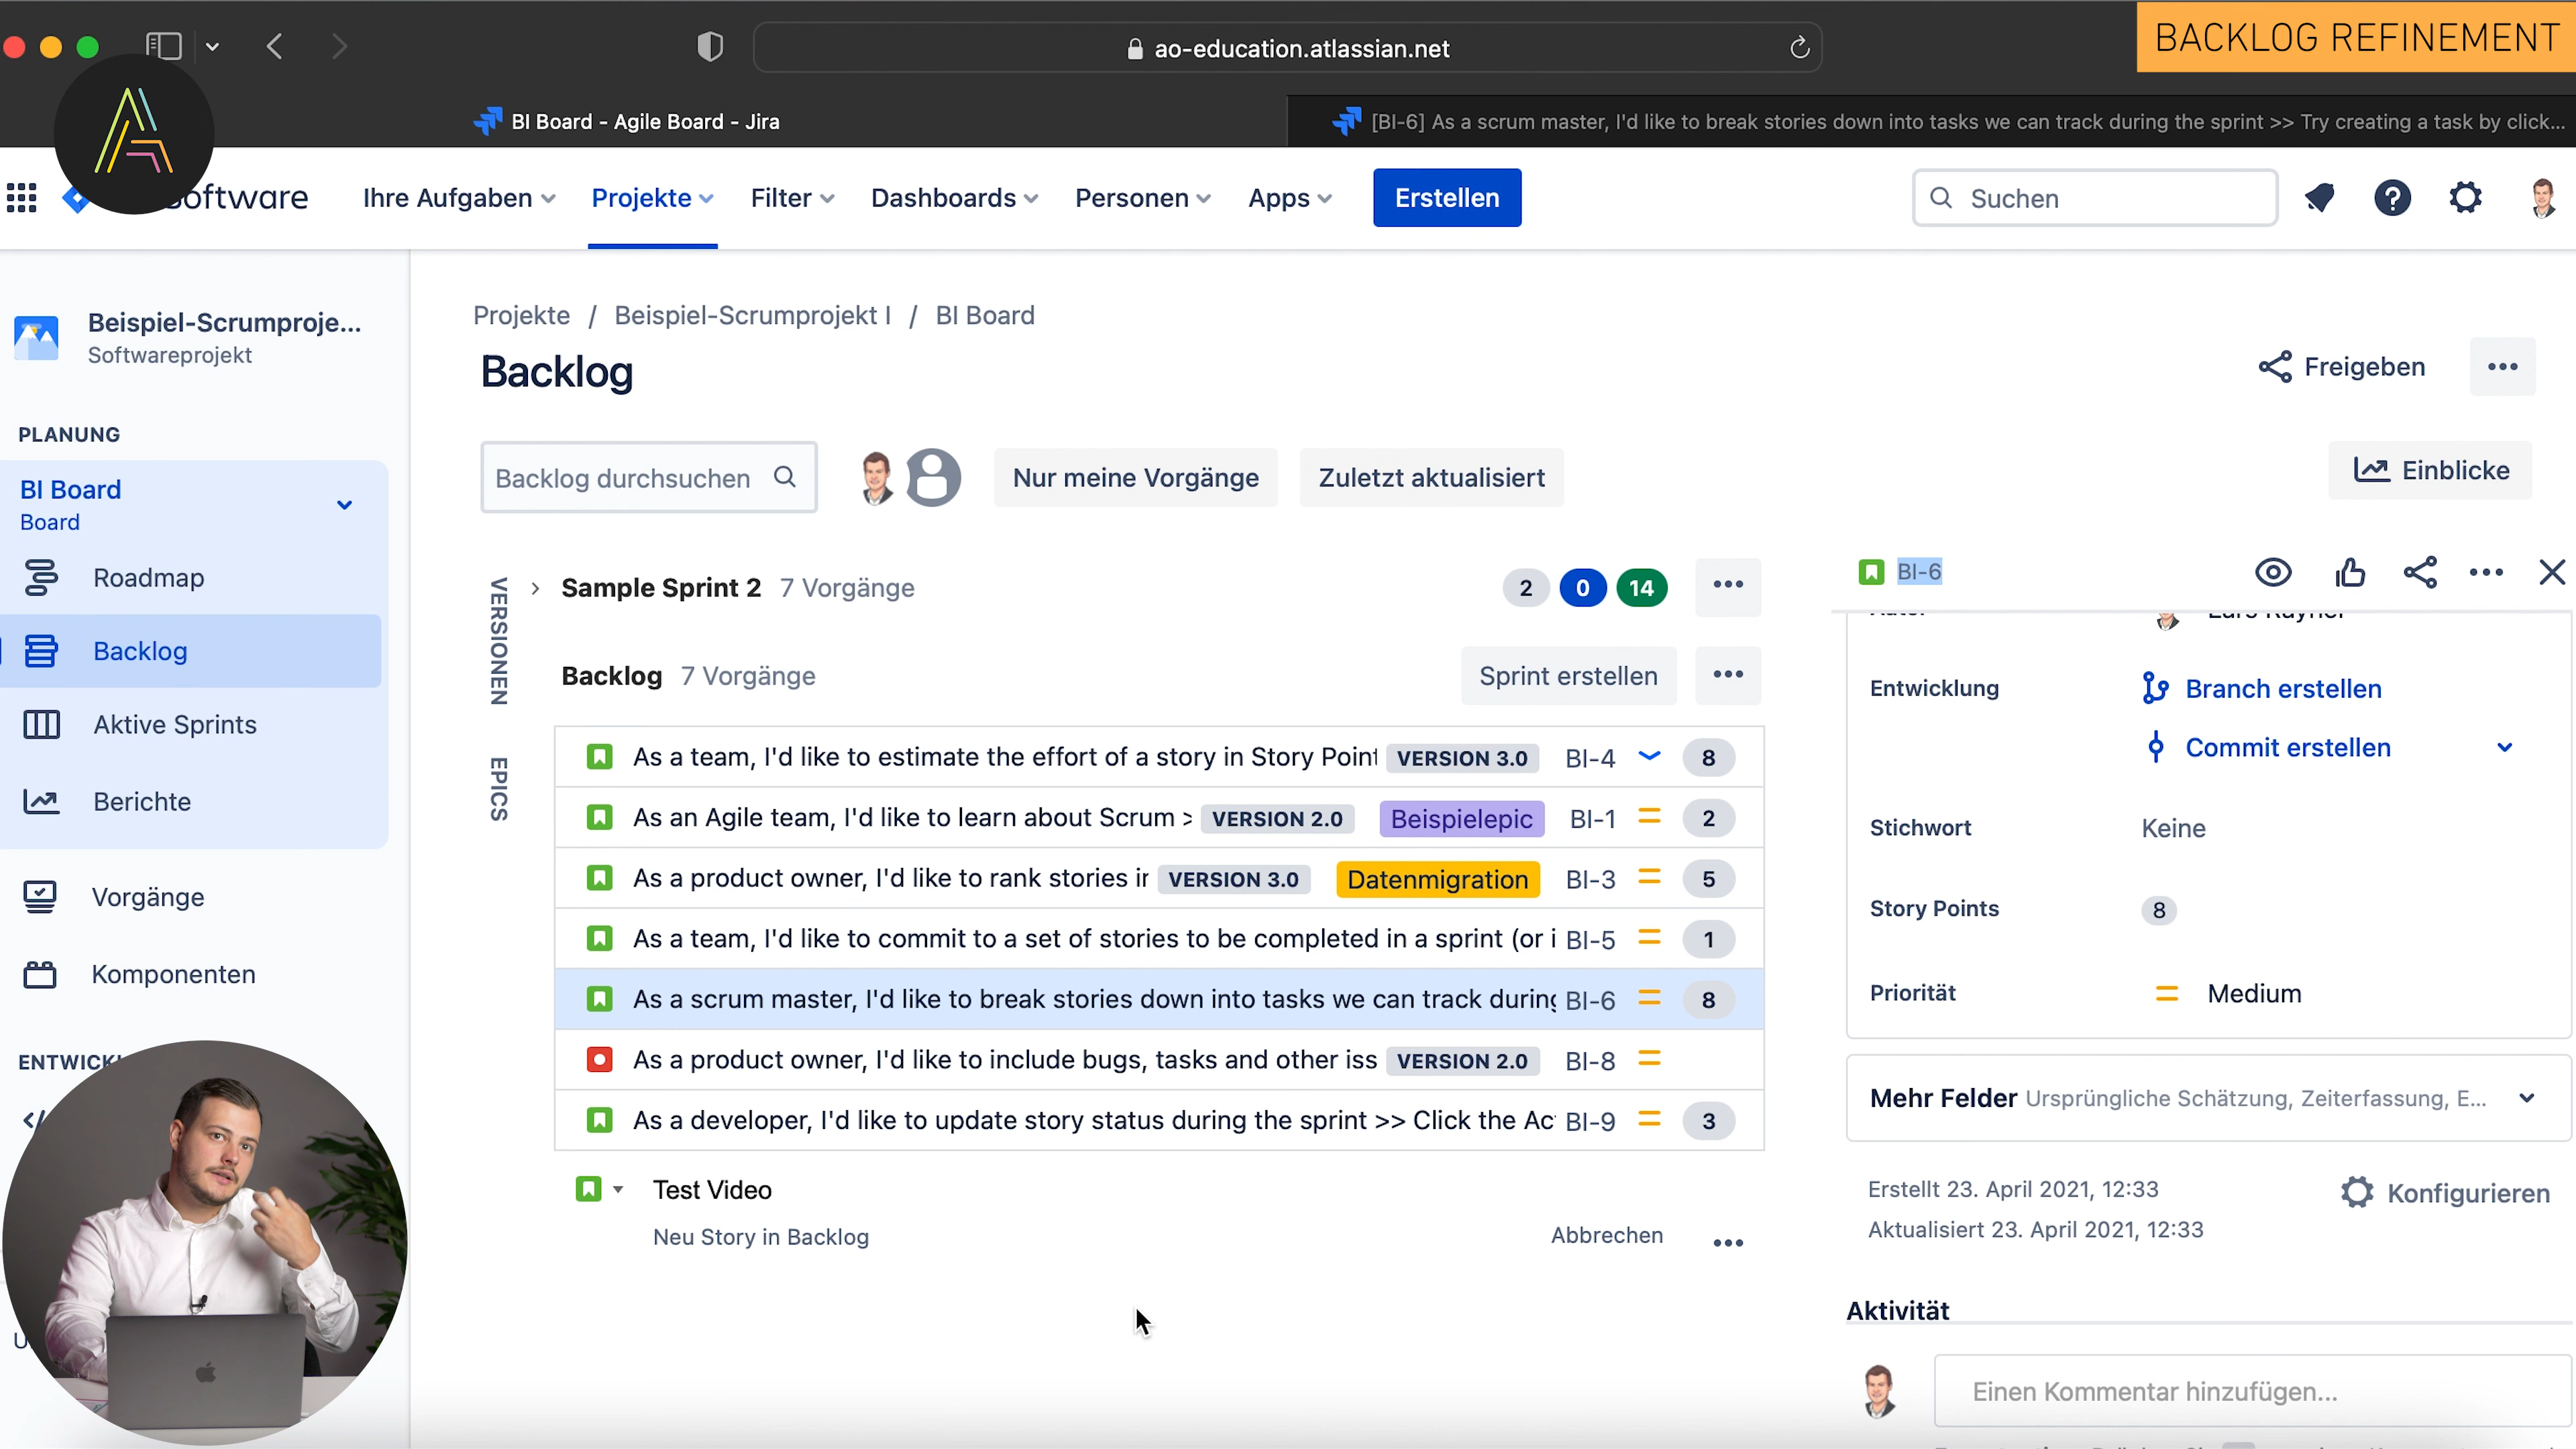 BACKLOG REFINEMENT
ao-education.atlassian.net
BI Board - Agile Board - Jira
[BI-6] As a scrum master, I'd like to break stories down into tasks we can track during the sprint >> Try creating a task by click...
oftware
Ihre Aufgaben
Projekte
Filter
Dashboards
Personen
Apps
Erstellen
Suchen
Beispiel-Scrumproje...
Softwareprojekt
PLANUNG
BI Board
Board
Roadmap
Backlog
Aktive Sprints
Berichte
Vorgänge
Komponenten
Projekte / Beispiel-Scrumprojekt I / BI Board
Backlog
Freigeben
Backlog durchsuchen
Nur meine Vorgänge
Zuletzt aktualisiert
Einblicke
VERSIONEN
EPICS
Sample Sprint 2 7 Vorgänge
2 0 14
Backlog 7 Vorgänge
Sprint erstellen
As a team, I'd like to estimate the effort of a story in Story Point VERSION 3.0 BI-4 8
As an Agile team, I'd like to learn about Scrum > VERSION 2.0 Beispielepic BI-1 2
As a product owner, I'd like to rank stories in VERSION 3.0 Datenmigration BI-3 5
As a team, I'd like to commit to a set of stories to be completed in a sprint (or i BI-5 1
As a scrum master, I'd like to break stories down into tasks we can track during BI-6 8
As a product owner, I'd like to include bugs, tasks and other iss VERSION 2.0 BI-8
As a developer, I'd like to update story status during the sprint >> Click the Ac BI-9 3
Test Video
Neu Story in Backlog
Abbrechen
BI-6
Entwicklung
Branch erstellen
Commit erstellen
Stichwort Keine
Story Points 8
Priorität Medium
Mehr Felder Ursprüngliche Schätzung, Zeiterfassung, E...
Erstellt 23. April 2021, 12:33
Aktualisiert 23. April 2021, 12:33
Konfigurieren
Aktivität
Einen Kommentar hinzufügen...